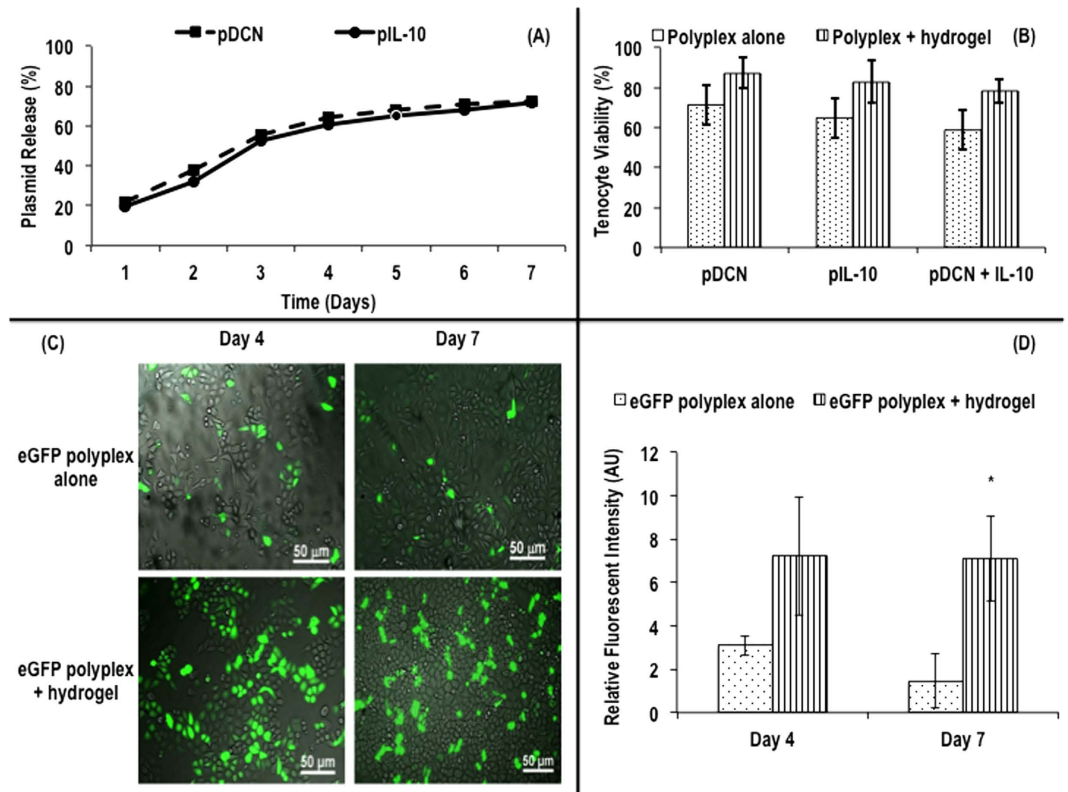 pDCN pIL-10 (A)
Plasmid Release (%)
100
80
60
40
20
0
1 2 3 4 5 6 7
Time (Days)
Polyplex alone Polyplex + hydrogel (B)
Tenocyte Viability (%)
100
80
60
40
20
0
pDCN pIL-10 pDCN + IL-10
(C)
Day 4 Day 7
eGFP polyplex
alone
50 µm 50 µm
eGFP polyplex
+ hydrogel
50 µm 50 µm
(D)
eGFP polyplex alone eGFP polyplex + hydrogel
Relative Fluorescent Intensity (AU)
12
10
8
6
4
2
0
*
Day 4 Day 7